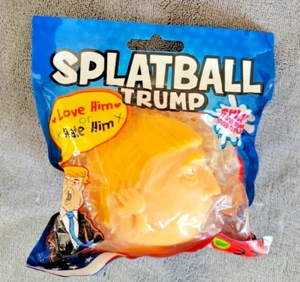 SPLATBALL
TRUMP
Love Him
or
Hate Him